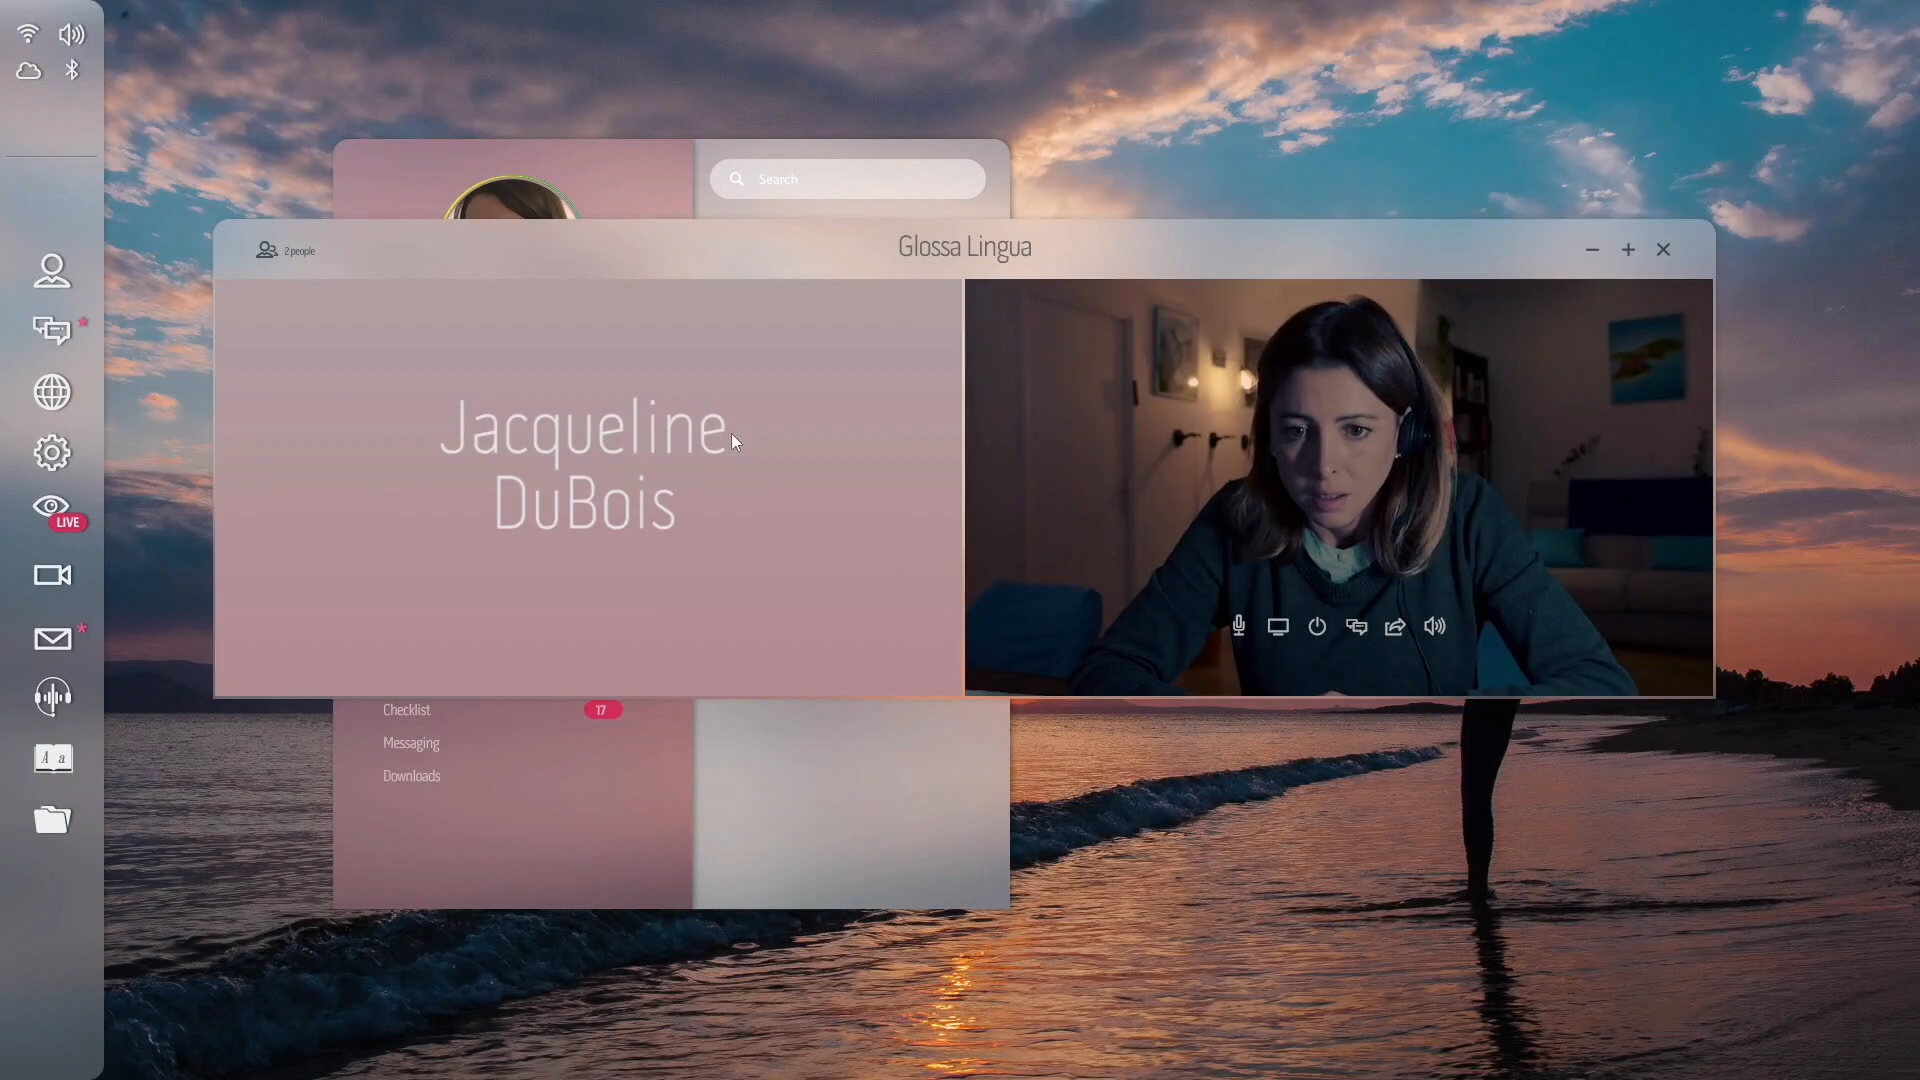 Search
2 people
Glossa Lingua
Jacqueline
DuBois
LIVE
Checklist
17
Messaging
Downloads
A a